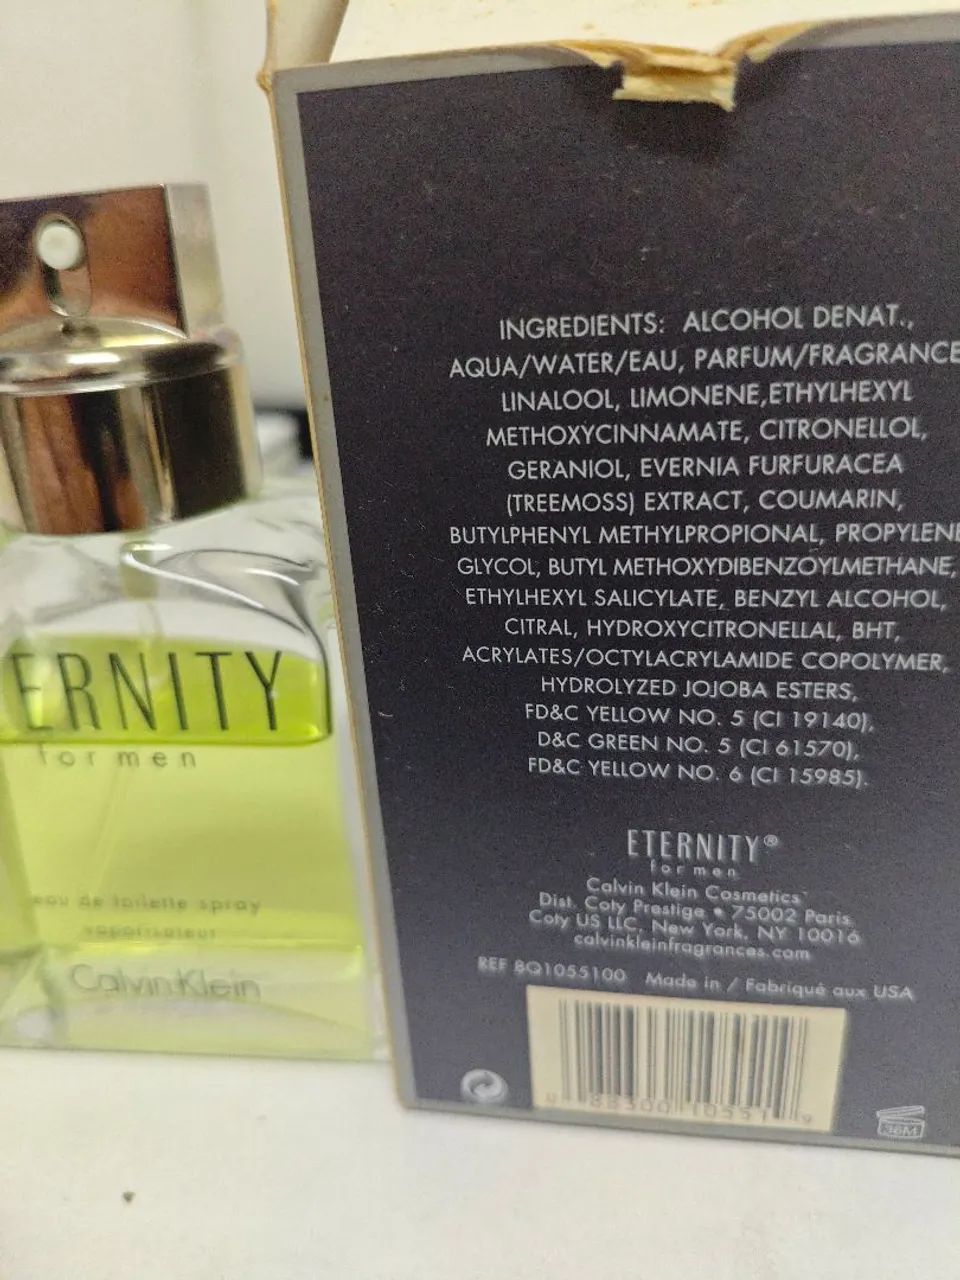 ERNITY
for men
eau de toilette spray
vaporisateur
Calvin Klein
INGREDIENTS: ALCOHOL DENAT.,
AQUA/WATER/EAU, PARFUM/FRAGRANCE
LINALOOL, LIMONENE,ETHYLHEXYL
METHOXYCINNAMATE, CITRONELLOL,
GERANIOL, EVERNIA FURFURACEA
(TREEMOSS) EXTRACT, COUMARIN,
BUTYLPHENYL METHYLPROPIONAL, PROPYLENE
GLYCOL, BUTYL METHOXYDIBENZOYLMETHANE,
ETHYLHEXYL SALICYLATE, BENZYL ALCOHOL,
CITRAL, HYDROXYCITRONELLAL, BHT,
ACRYLATES/OCTYLACRYLAMIDE COPOLYMER,
HYDROLYZED JOJOBA ESTERS,
FD&C YELLOW NO. 5 (CI 19140),
D&C GREEN NO. 5 (CI 61570),
FD&C YELLOW NO. 6 (CI 15985).
ETERNITY®
for men
Calvin Klein Cosmetics
Dist. Coty Prestige • 75002 Paris
Coty US LLC, New York, NY 10016
calvinkleinfragrances.com
REF BQ1055100 Made in / Fabriqué aux USA
88300 10551 9
36M